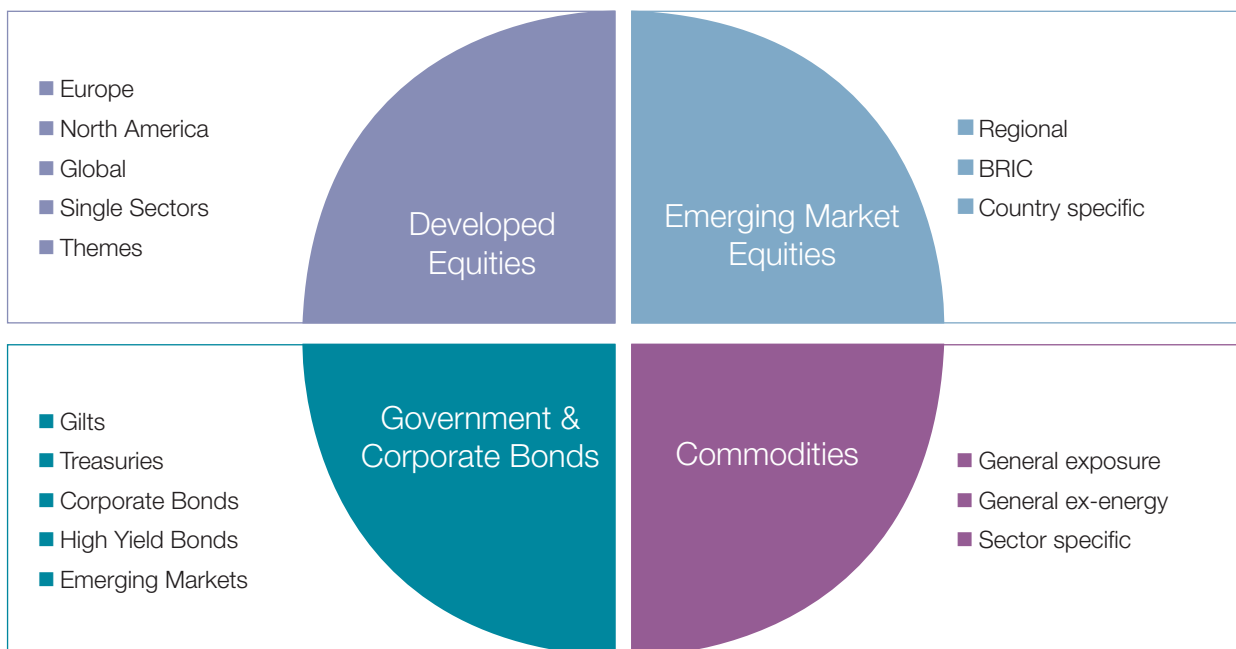 Europe
North America
Global
Single Sectors
Themes
Developed
Equities
Emerging Market
Equities
Regional
BRIC
Country specific
Gilts
Treasuries
Corporate Bonds
High Yield Bonds
Emerging Markets
Government &
Corporate Bonds
Commodities
General exposure
General ex-energy
Sector specific